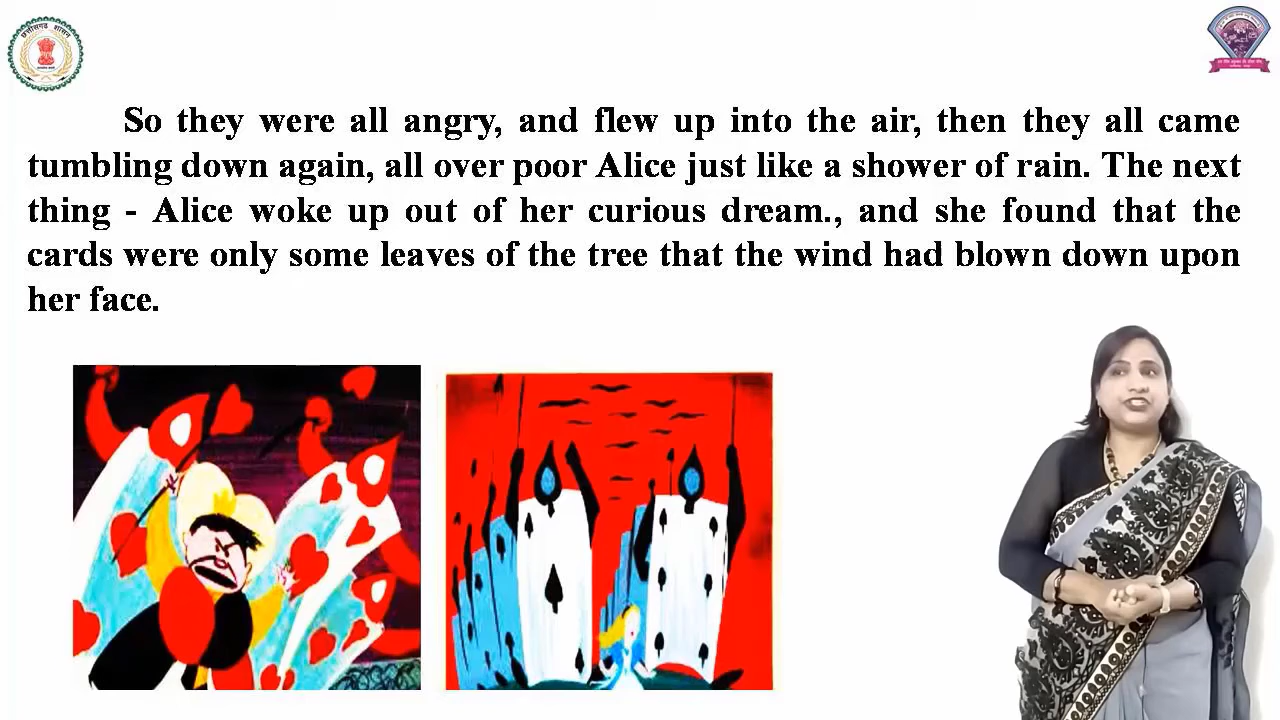 छत्तीसगढ़ शासन
So they were all angry, and flew up into the air, then they all came
tumbling down again, all over poor Alice just like a shower of rain. The next
thing - Alice woke up out of her curious dream., and she found that the
cards were only some leaves of the tree that the wind had blown down upon
her face.